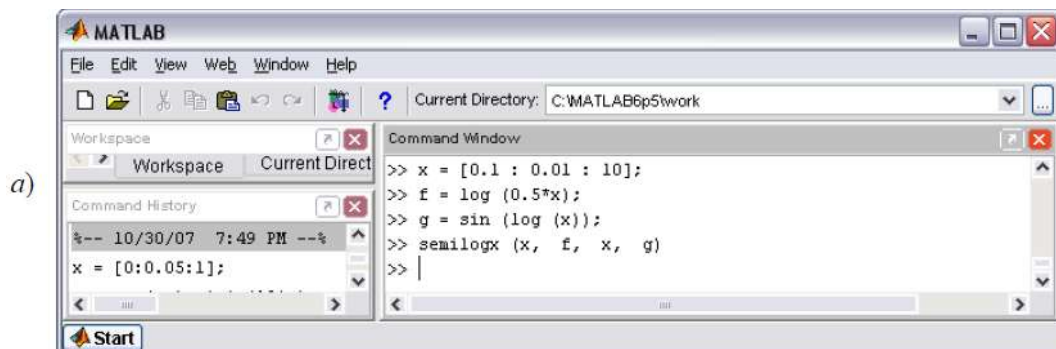 MATLAB
File Edit View Web Window Help
? Current Directory: C:\MATLAB6p5\work
Workspace
Workspace Current Direct
a)
Command History
%-- 10/30/07 7:49 PM --%
x = [0:0.05:1];
Command Window
>> x = [0.1 : 0.01 : 10];
>> f = log (0.5*x);
>> g = sin (log (x));
>> semilogx (x, f, x, g)
>>
Start